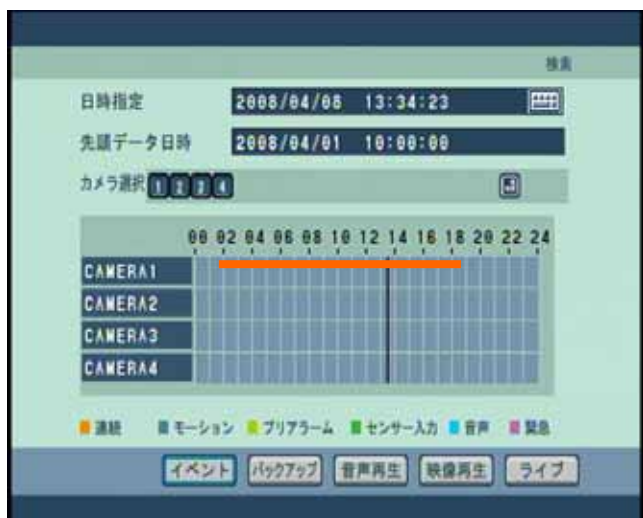 検索
日時指定 2008/04/08 13:34:23
先頭データ日時 2008/04/01 10:00:00
カメラ選択 1 2 3 4
00 02 04 06 08 10 12 14 16 18 20 22 24
CAMERA1
CAMERA2
CAMERA3
CAMERA4
連続 モーション プリアラーム センサー入力 音声 緊急
イベント バックアップ 音声再生 映像再生 ライブ